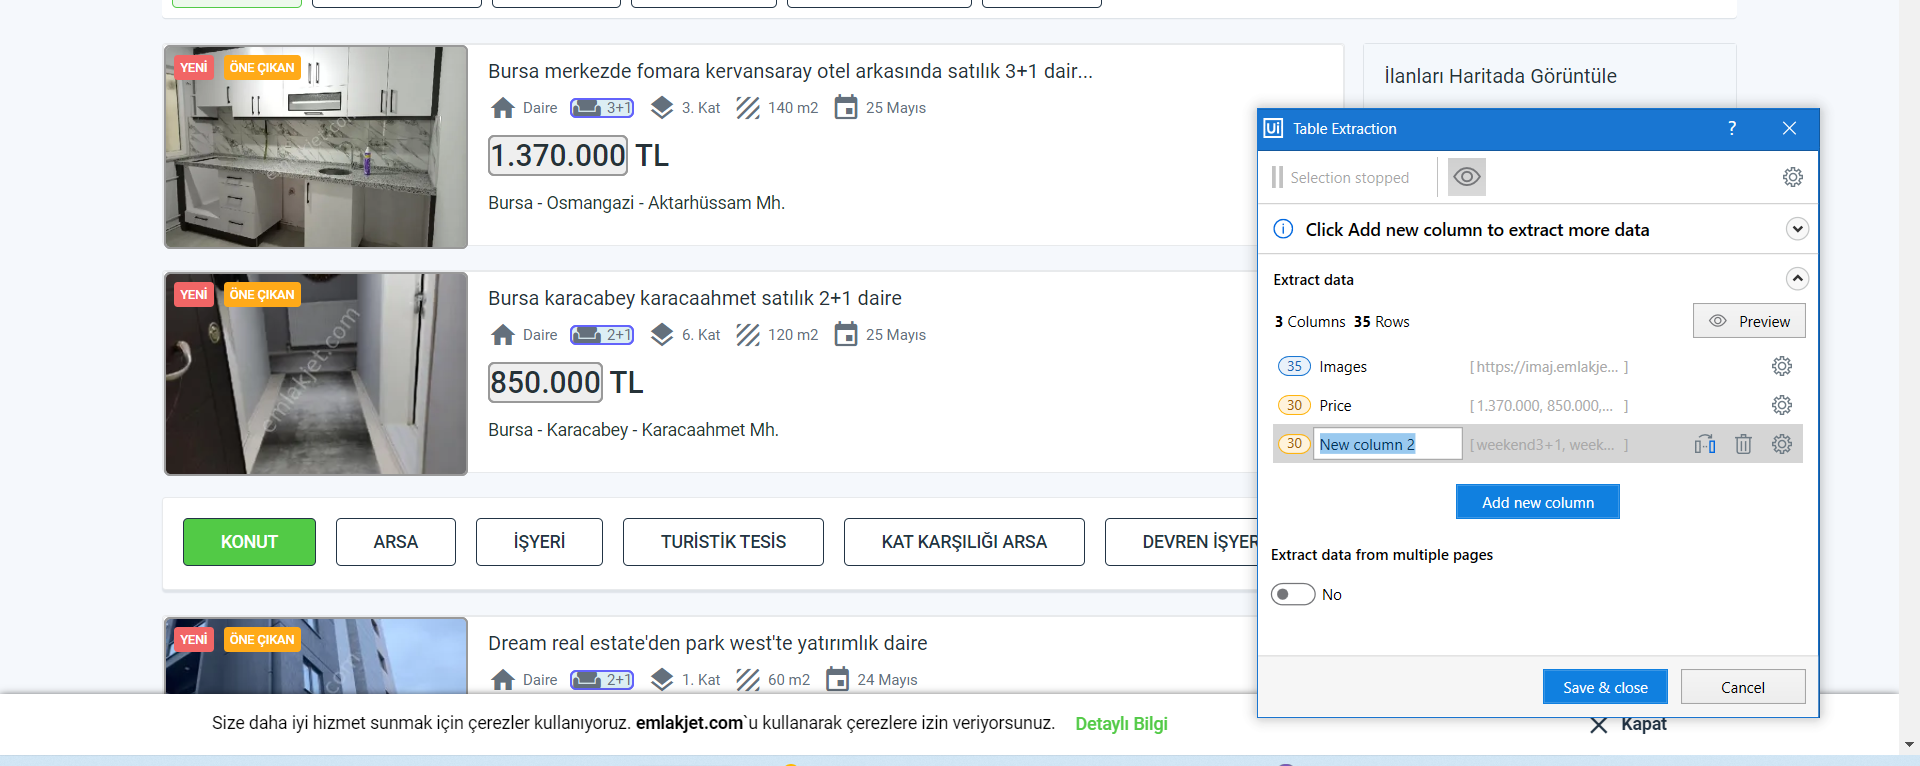 YENİ ÖNE ÇIKAN
emlakjet.com
Bursa merkezde fomara kervansaray otel arkasında satılık 3+1 dair...
Daire 3+1 3. Kat 140 m2 25 Mayıs
1.370.000 TL
Bursa - Osmangazi - Aktarhüssam Mh.
YENİ ÖNE ÇIKAN
emlakjet.com
Bursa karacabey karacaahmet satılık 2+1 daire
Daire 2+1 6. Kat 120 m2 25 Mayıs
850.000 TL
Bursa - Karacabey - Karacaahmet Mh.
KONUT ARSA İŞYERİ TURİSTİK TESİS KAT KARŞILIĞI ARSA DEVREN İŞYER
YENİ ÖNE ÇIKAN
Dream real estate'den park west'te yatırımlık daire
Daire 2+1 1. Kat 60 m2 24 Mayıs
İlanları Haritada Görüntüle
Ui Table Extraction ?
Selection stopped
Click Add new column to extract more data
Extract data
3 Columns 35 Rows Preview
35 Images [ https://imaj.emlakje... ]
30 Price [ 1.370.000, 850.000,... ]
30 New column 2 [ weekend3+1, week... ]
Add new column
Extract data from multiple pages
No
Save & close Cancel
Size daha iyi hizmet sunmak için çerezler kullanıyoruz. emlakjet.com`u kullanarak çerezlere izin veriyorsunuz. Detaylı Bilgi Kapat